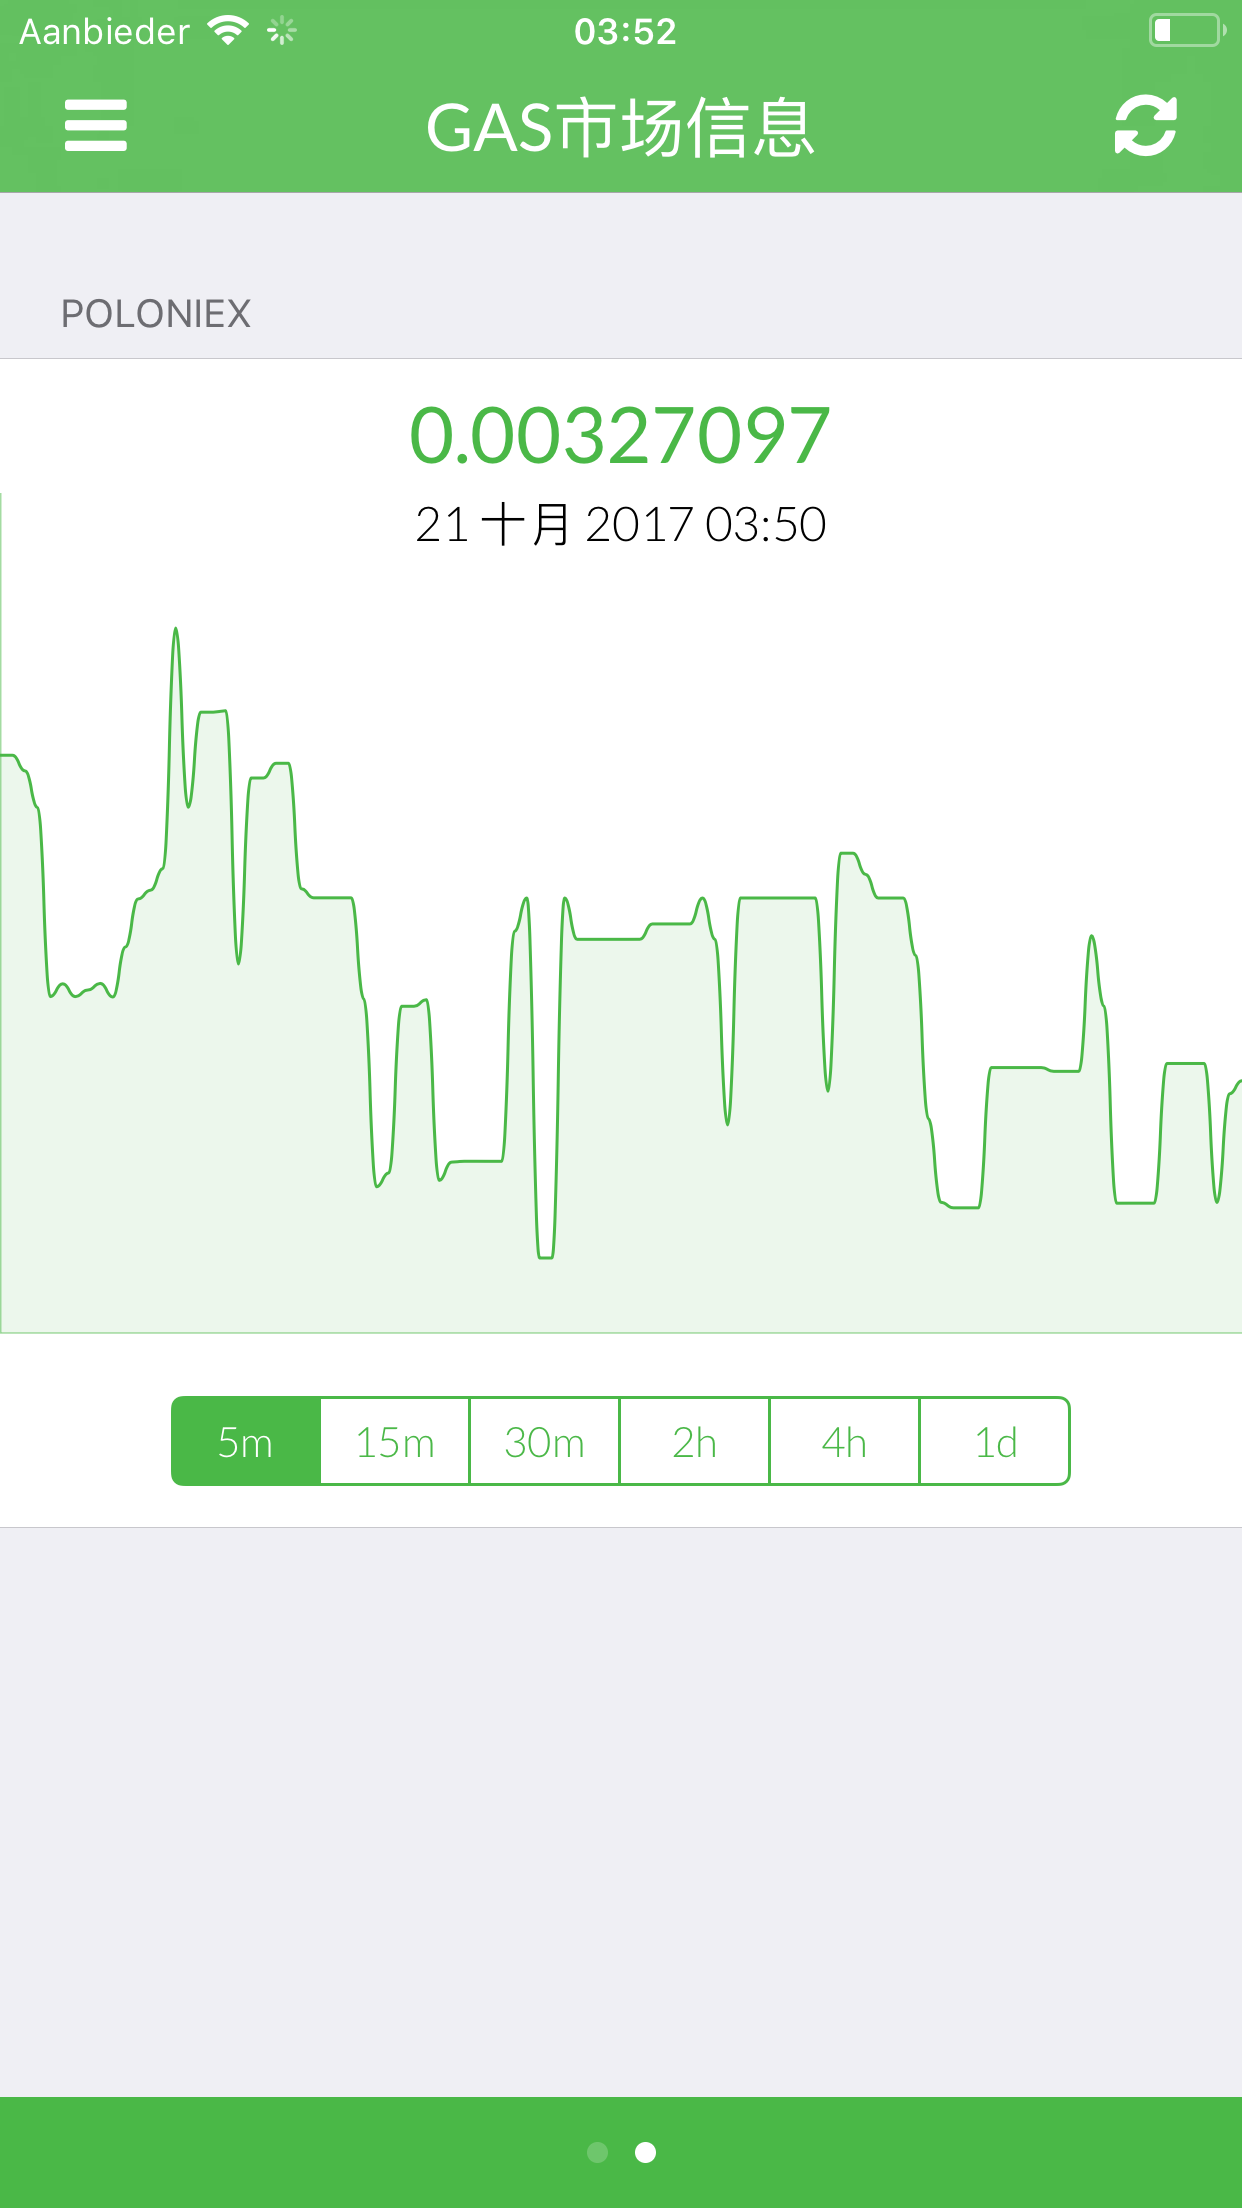 Aanbieder 03:52
GAS市场信息
POLONIEX
0.00327097
21 十月 2017 03:50
5m 15m 30m 2h 4h 1d